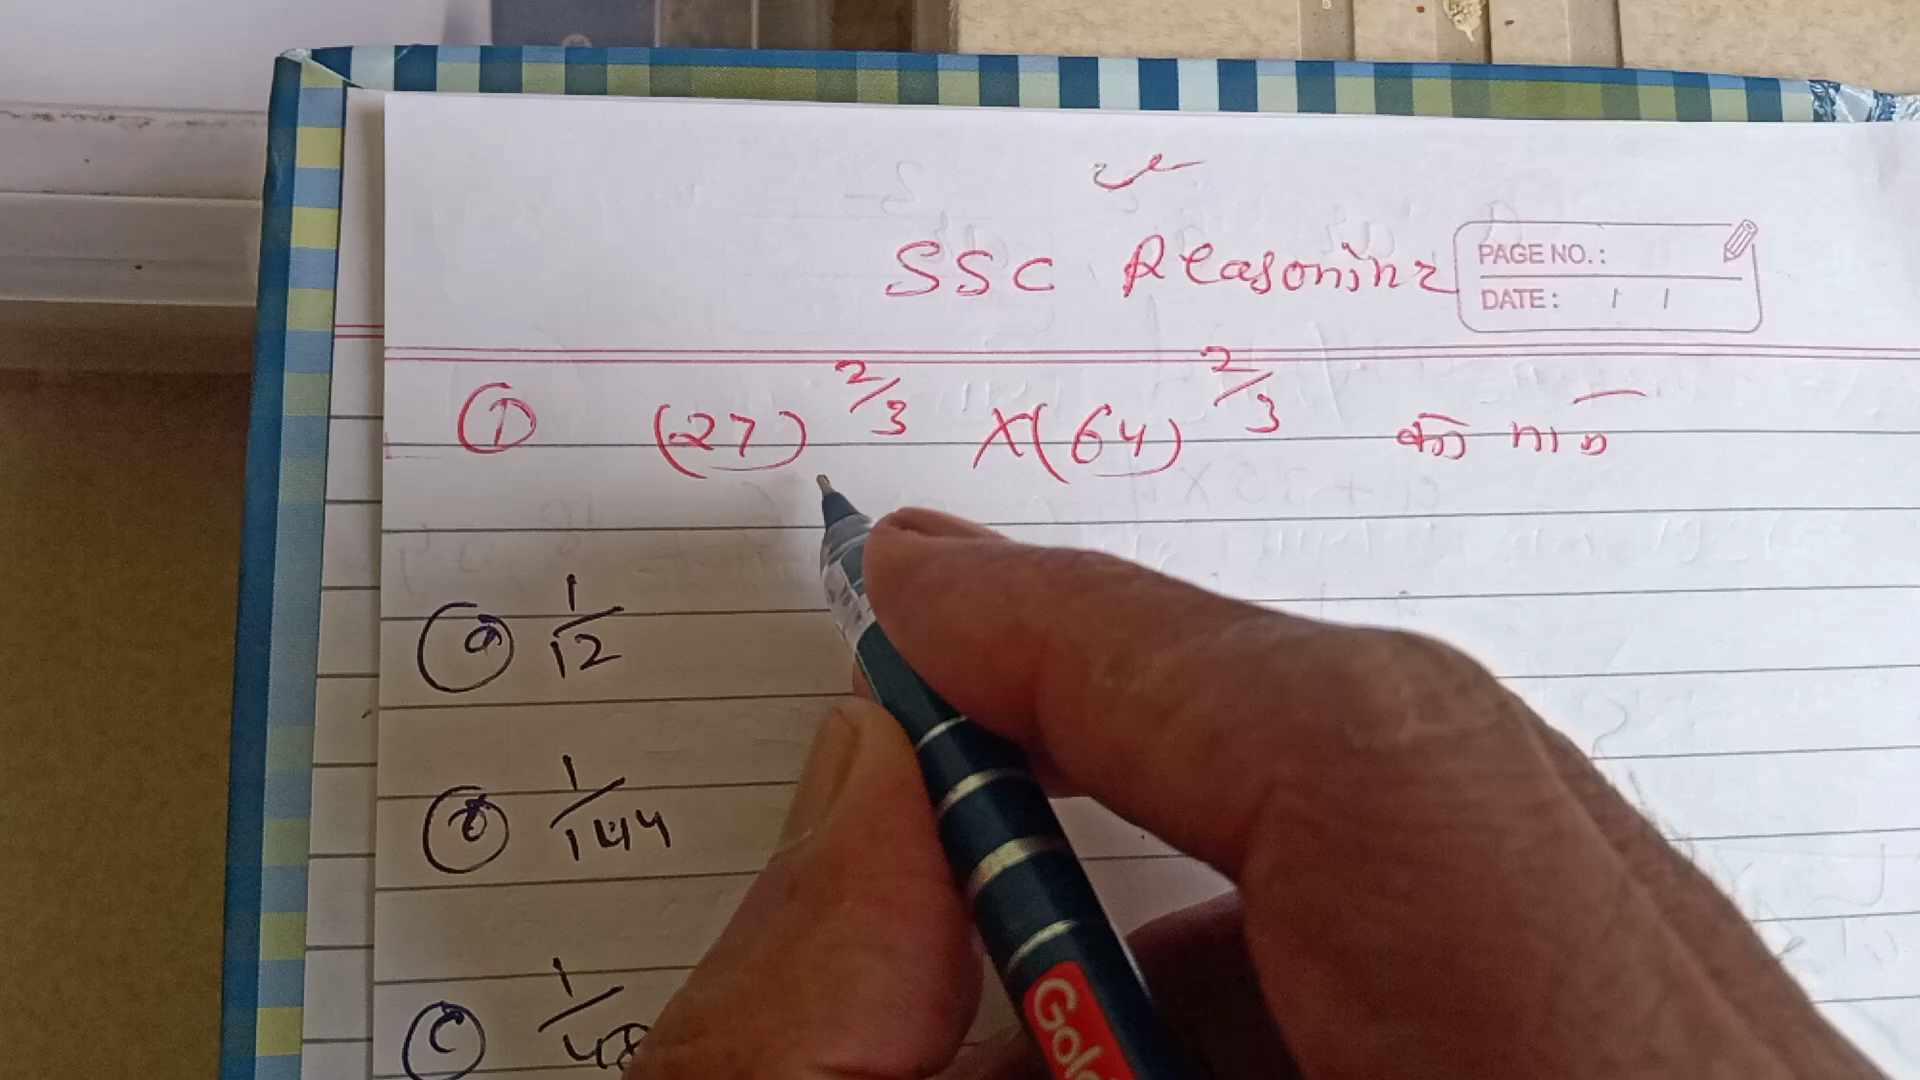 SSC Reasoning
PAGE NO.:
DATE: / /
① (27)^2/3 X (64)^2/3 का मान
ⓐ 1/12
ⓑ 1/144
ⓒ 1/48